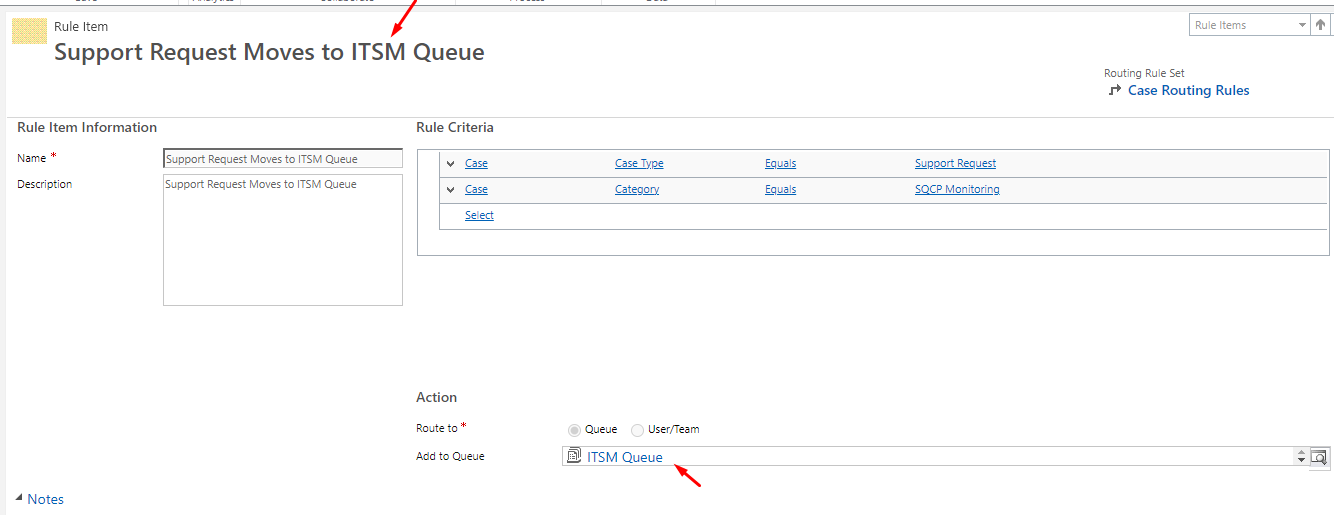 Rule Item
Support Request Moves to ITSM Queue
Rule Items
Routing Rule Set
Case Routing Rules
Rule Item Information
Name *
Support Request Moves to ITSM Queue
Description
Support Request Moves to ITSM Queue
Rule Criteria
Case Case Type Equals Support Request
Case Category Equals SQCP Monitoring
Select
Action
Route to *
Queue User/Team
Add to Queue
ITSM Queue
Notes